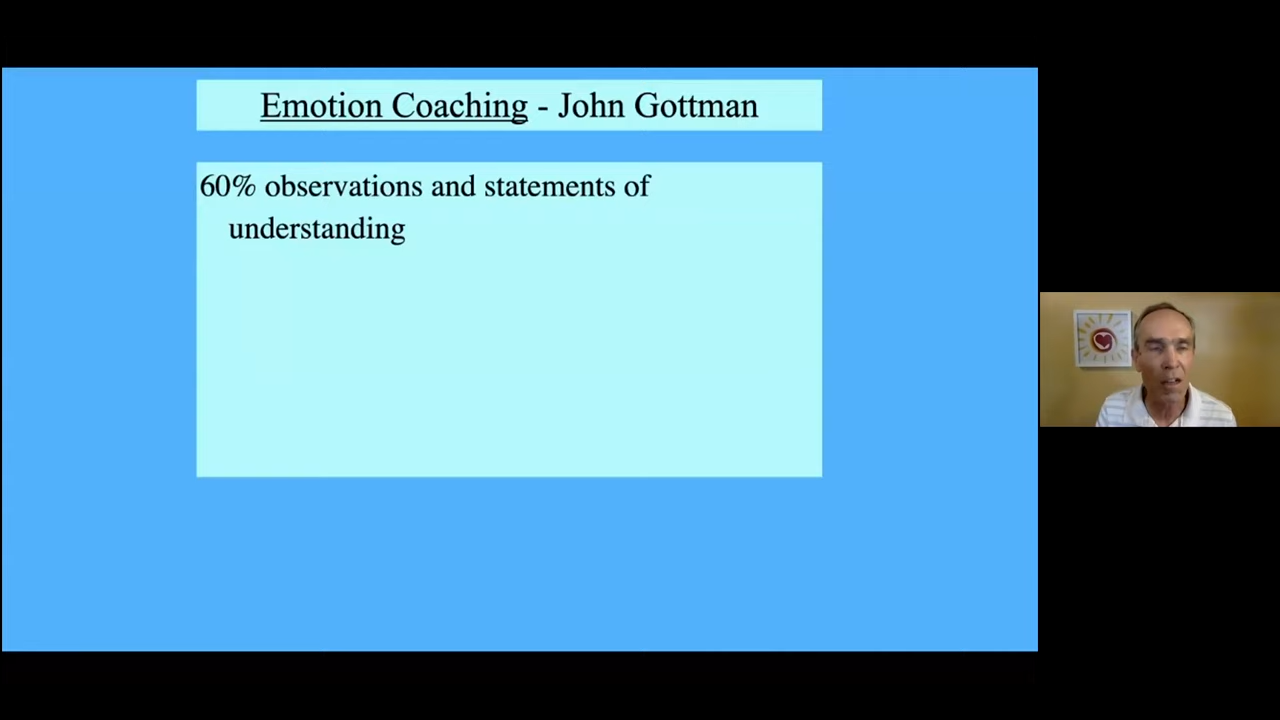 Emotion Coaching - John Gottman
60% observations and statements of
understanding